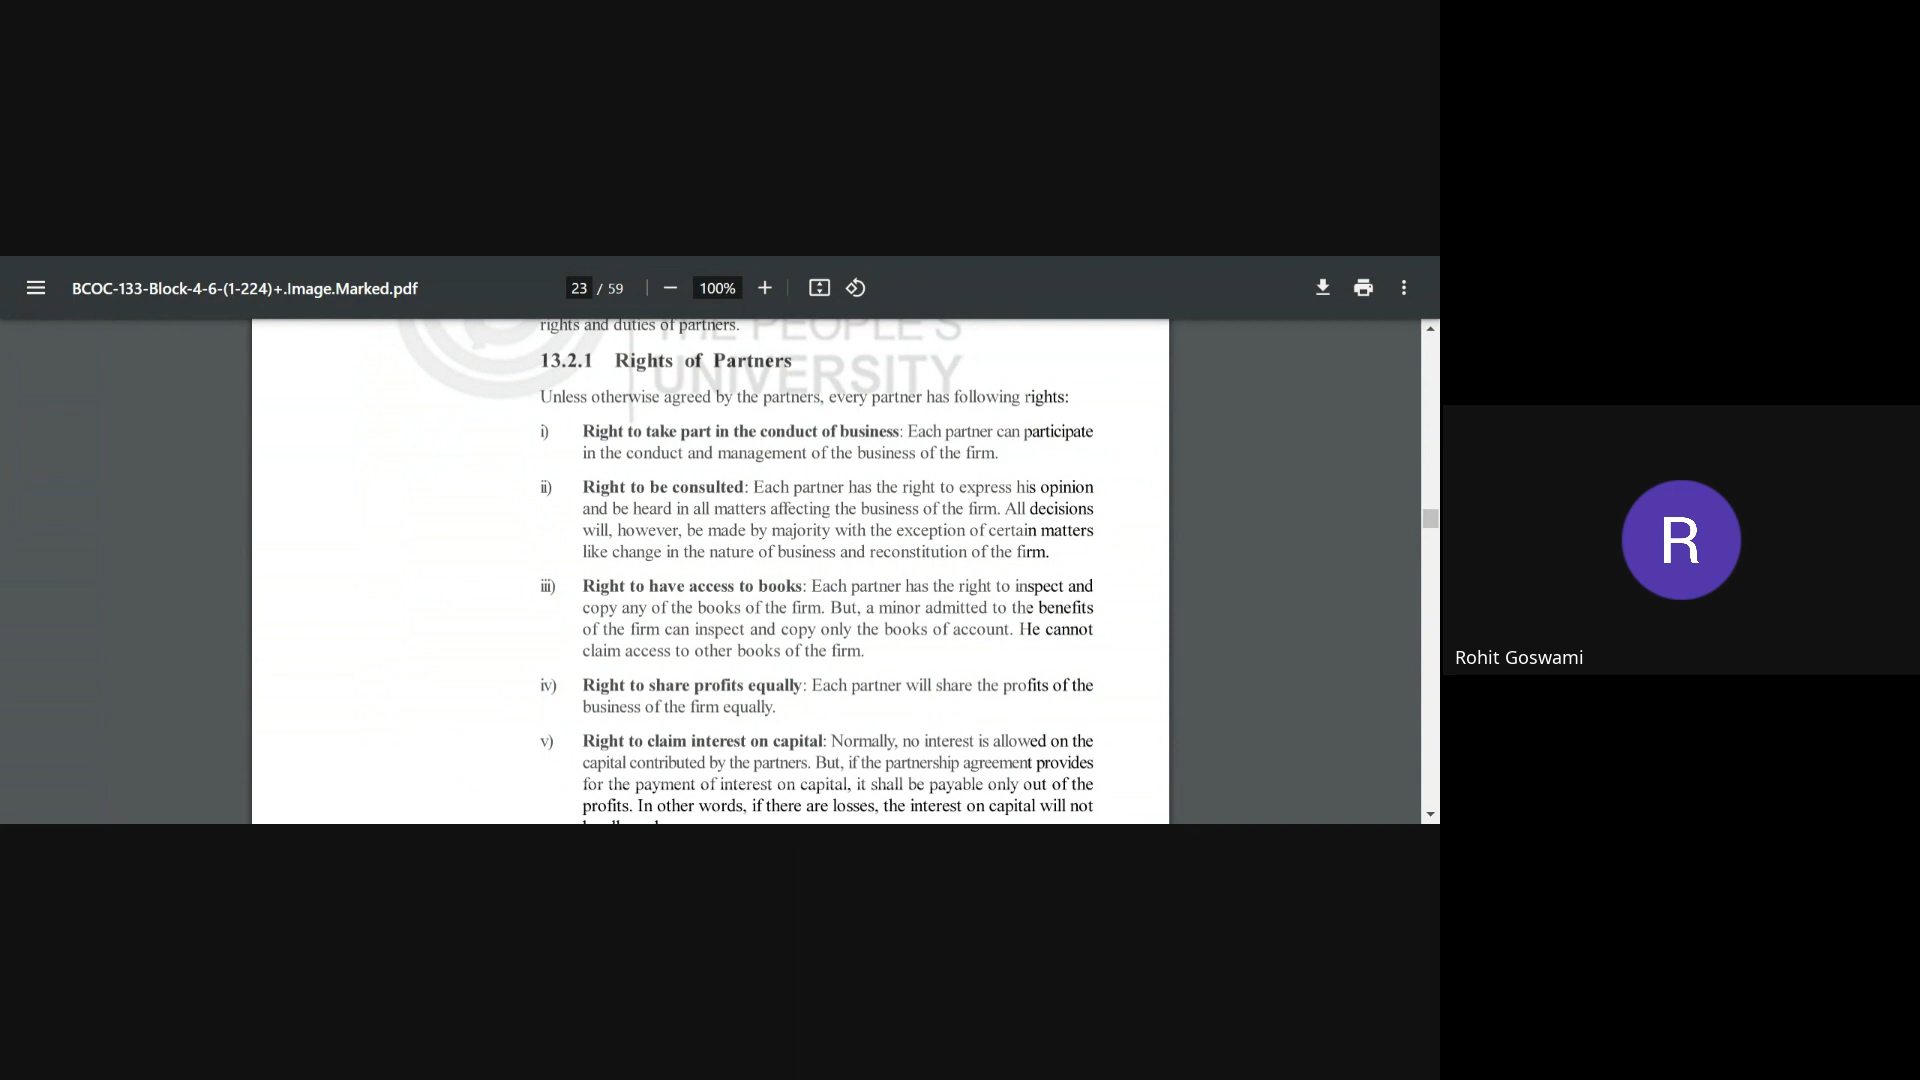 BCOC-133-Block-4-6-(1-224)+.Image.Marked.pdf
23 / 59
100%
rights and duties of partners.
THE PEOPLE'S
UNIVERSITY
13.2.1 Rights of Partners
Unless otherwise agreed by the partners, every partner has following rights:
i) Right to take part in the conduct of business: Each partner can participate
in the conduct and management of the business of the firm.
ii) Right to be consulted: Each partner has the right to express his opinion
and be heard in all matters affecting the business of the firm. All decisions
will, however, be made by majority with the exception of certain matters
like change in the nature of business and reconstitution of the firm.
iii) Right to have access to books: Each partner has the right to inspect and
copy any of the books of the firm. But, a minor admitted to the benefits
of the firm can inspect and copy only the books of account. He cannot
claim access to other books of the firm.
iv) Right to share profits equally: Each partner will share the profits of the
business of the firm equally.
v) Right to claim interest on capital: Normally, no interest is allowed on the
capital contributed by the partners. But, if the partnership agreement provides
for the payment of interest on capital, it shall be payable only out of the
profits. In other words, if there are losses, the interest on capital will not
R
Rohit Goswami